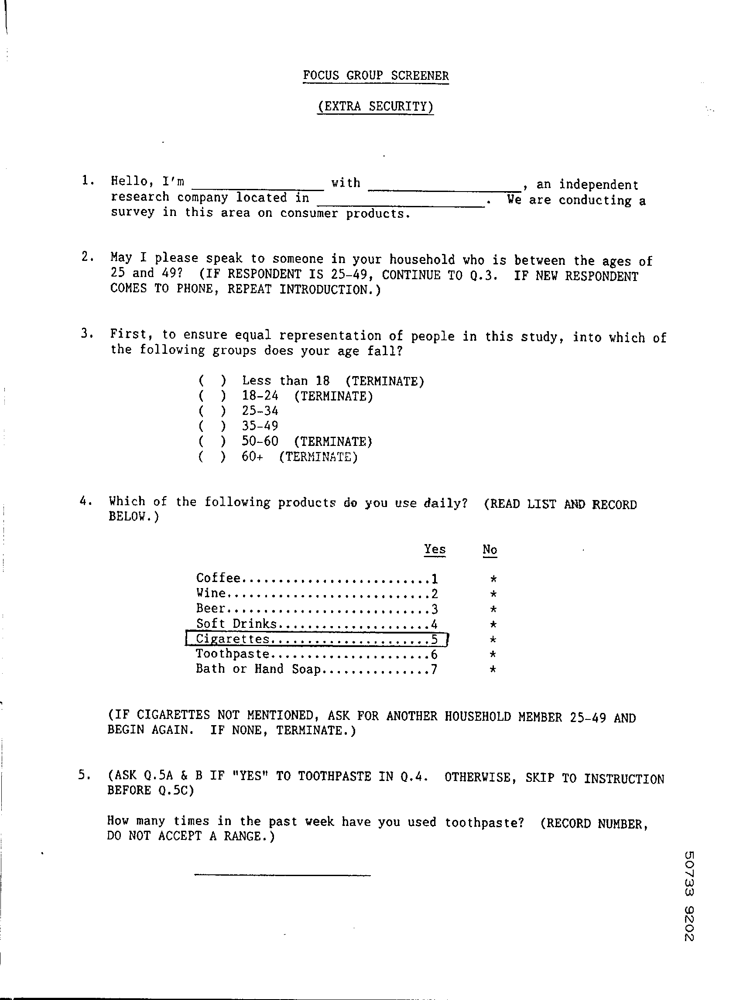 FOCUS GROUP SCREENER
(EXTRA SECURITY)
1. Hello, I'm ______________ with ________________, an independent
research company located in __________________. We are conducting a
survey in this area on consumer products.
2. May I please speak to someone in your household who is between the ages of
25 and 49? (IF RESPONDENT IS 25-49, CONTINUE TO Q.3. IF NEW RESPONDENT
COMES TO PHONE, REPEAT INTRODUCTION.)
3. First, to ensure equal representation of people in this study, into which of
the following groups does your age fall?
( ) Less than 18 (TERMINATE)
( ) 18-24 (TERMINATE)
( ) 25-34
( ) 35-49
( ) 50-60 (TERMINATE)
( ) 60+ (TERMINATE)
4. Which of the following products do you use daily? (READ LIST AND RECORD
BELOW.)
Yes No
Coffee..........................1 *
Wine............................2 *
Beer............................3 *
Soft Drinks.....................4 *
Cigarettes......................5 *
Toothpaste......................6 *
Bath or Hand Soap...............7 *
(IF CIGARETTES NOT MENTIONED, ASK FOR ANOTHER HOUSEHOLD MEMBER 25-49 AND
BEGIN AGAIN. IF NONE, TERMINATE.)
5. (ASK Q.5A & B IF "YES" TO TOOTHPASTE IN Q.4. OTHERWISE, SKIP TO INSTRUCTION
BEFORE Q.5C)
How many times in the past week have you used toothpaste? (RECORD NUMBER,
DO NOT ACCEPT A RANGE.)
50733 9202